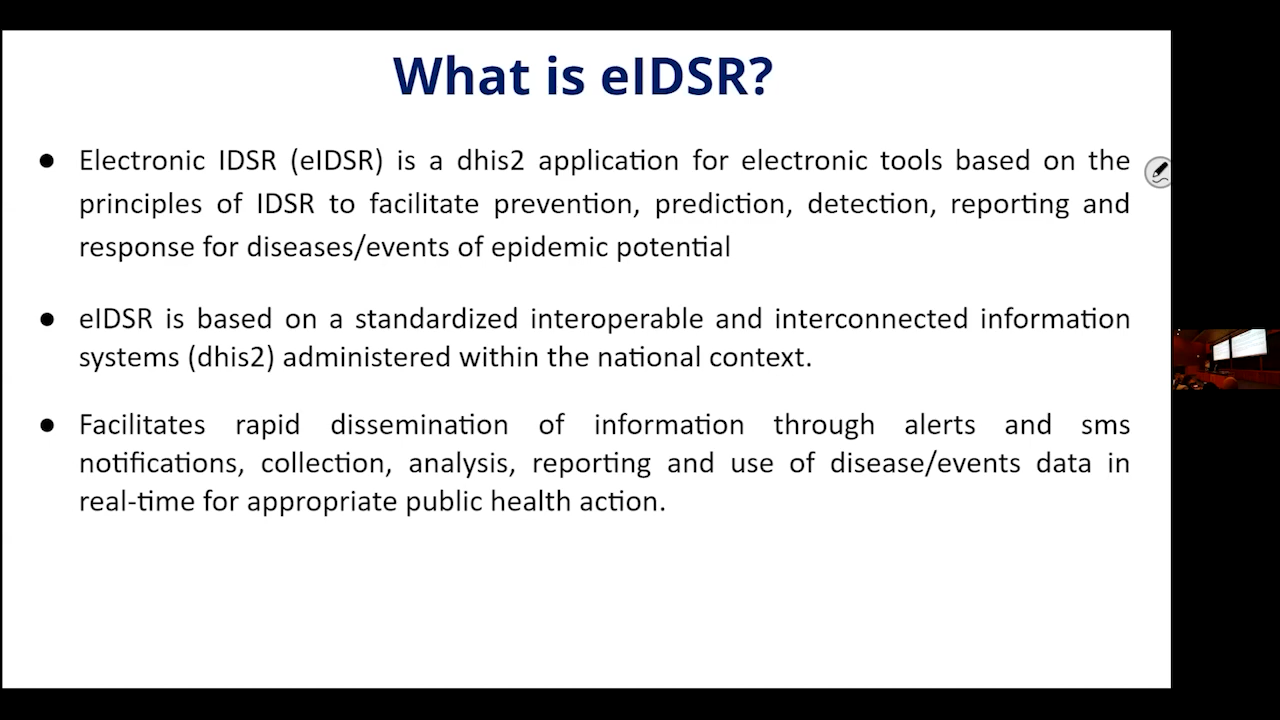 What is eIDSR?
● Electronic IDSR (eIDSR) is a dhis2 application for electronic tools based on the
principles of IDSR to facilitate prevention, prediction, detection, reporting and
response for diseases/events of epidemic potential
● eIDSR is based on a standardized interoperable and interconnected information
systems (dhis2) administered within the national context.
● Facilitates rapid dissemination of information through alerts and sms
notifications, collection, analysis, reporting and use of disease/events data in
real-time for appropriate public health action.